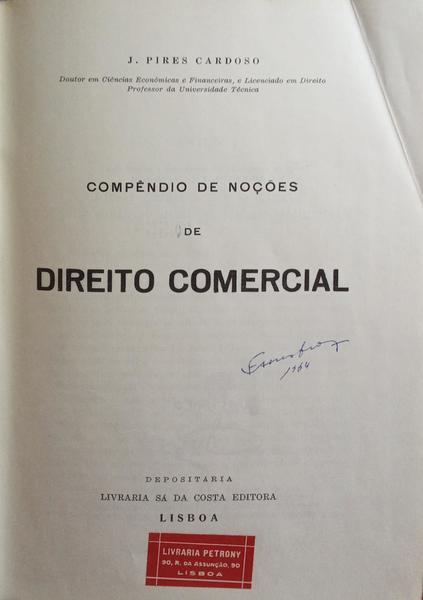 J. PIRES CARDOSO
Doutor em Ciências Económicas e Financeiras, e Licenciado em Direito
Professor da Universidade Técnica
COMPÊNDIO DE NOÇÕES
DE
DIREITO COMERCIAL
1964
DEPOSITÁRIA
LIVRARIA SÁ DA COSTA EDITORA
LISBOA
LIVRARIA PETRONY
90, R. DA ASSUNÇÃO, 90
LISBOA